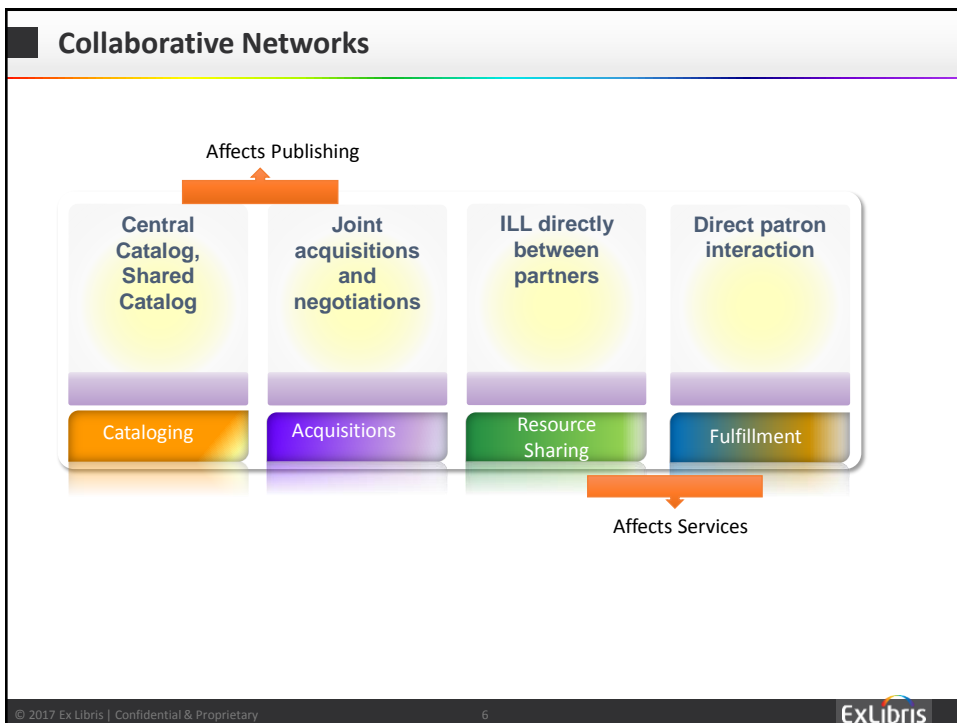 Collaborative Networks
Affects Publishing
Central
Catalog,
Shared
Catalog
Joint
acquisitions
and
negotiations
ILL directly
between
partners
Direct patron
interaction
Cataloging
Acquisitions
Resource
Sharing
Fulfillment
Affects Services
© 2017 Ex Libris | Confidential & Proprietary
6
ExLibris